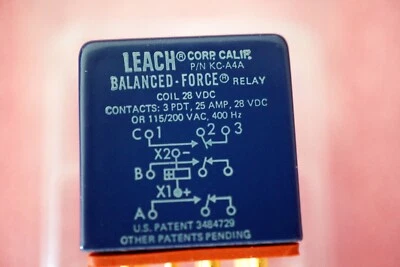 LEACH® CORP. CALIF.
P/N KC-A4A
BALANCED-FORCE® RELAY
COIL 28 VDC
CONTACTS: 3 PDT, 25 AMP, 28 VDC
OR 115/200 VAC, 400 Hz
C 1 2 3
X2 -
B
X1 +
A
U.S. PATENT 3484729
OTHER PATENTS PENDING